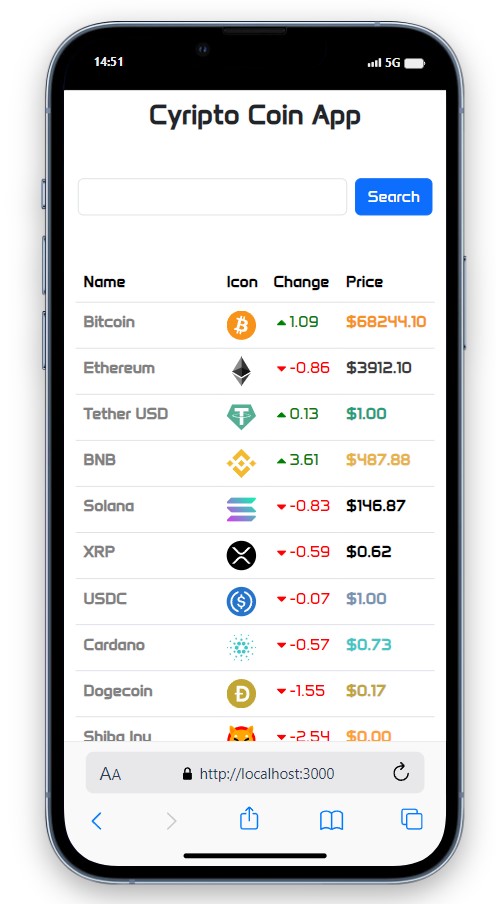 14:51 5G
Cyripto Coin App
Search
Name Icon Change Price
Bitcoin 1.09 $68244.10
Ethereum -0.86 $3912.10
Tether USD 0.13 $1.00
BNB 3.61 $487.88
Solana -0.83 $146.87
XRP -0.59 $0.62
USDC -0.07 $1.00
Cardano -0.57 $0.73
Dogecoin -1.55 $0.17
Shiba Inu -2.54 $0.00
AA http://localhost:3000